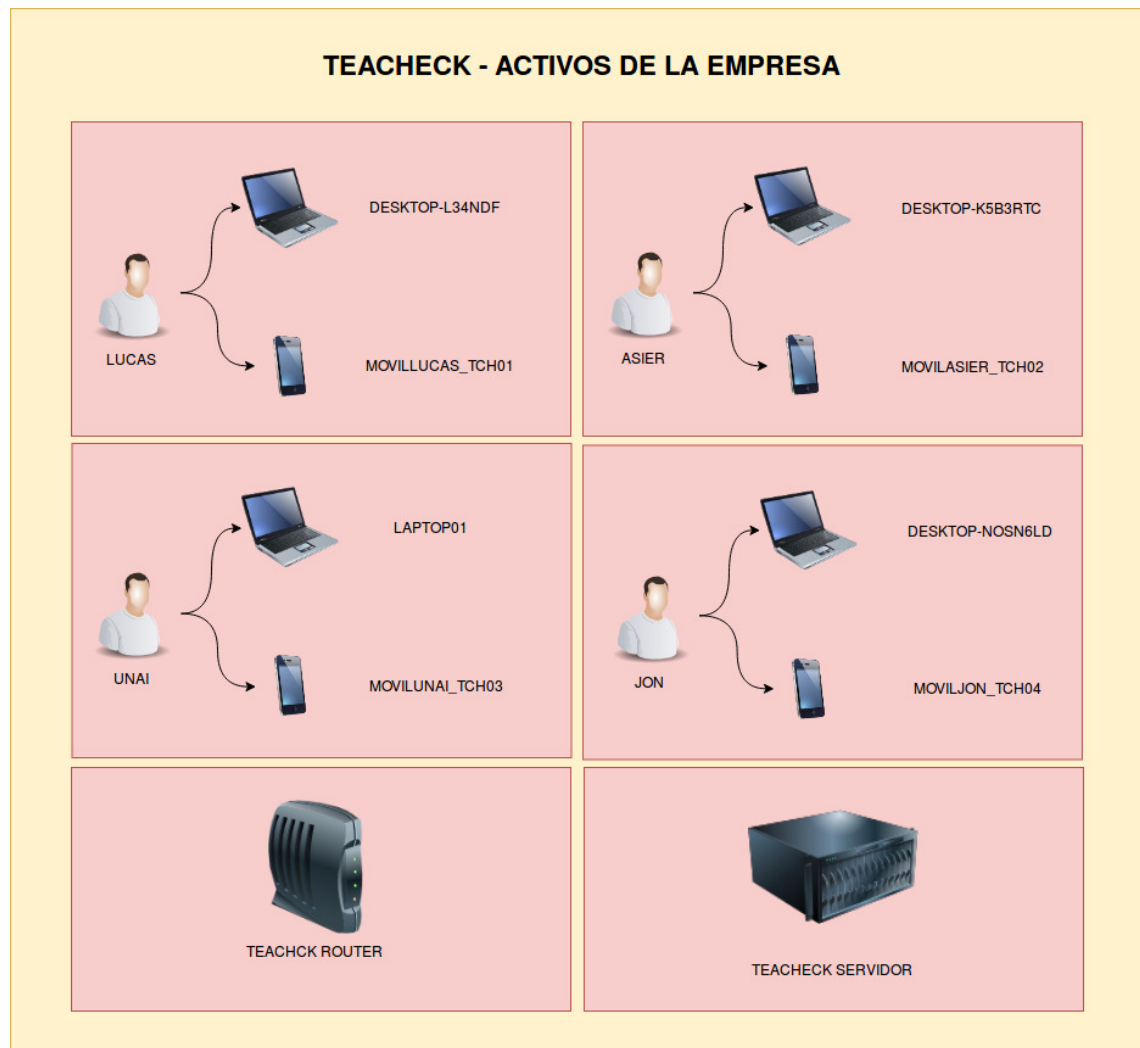 TEACHECK - ACTIVOS DE LA EMPRESA
DESKTOP-L34NDF
LUCAS
MOVILLUCAS_TCH01
DESKTOP-K5B3RTC
ASIER
MOVILASIER_TCH02
LAPTOP01
UNAI
MOVILUNAI_TCH03
DESKTOP-NOSN6LD
JON
MOVILJON_TCH04
TEACHCK ROUTER
TEACHECK SERVIDOR